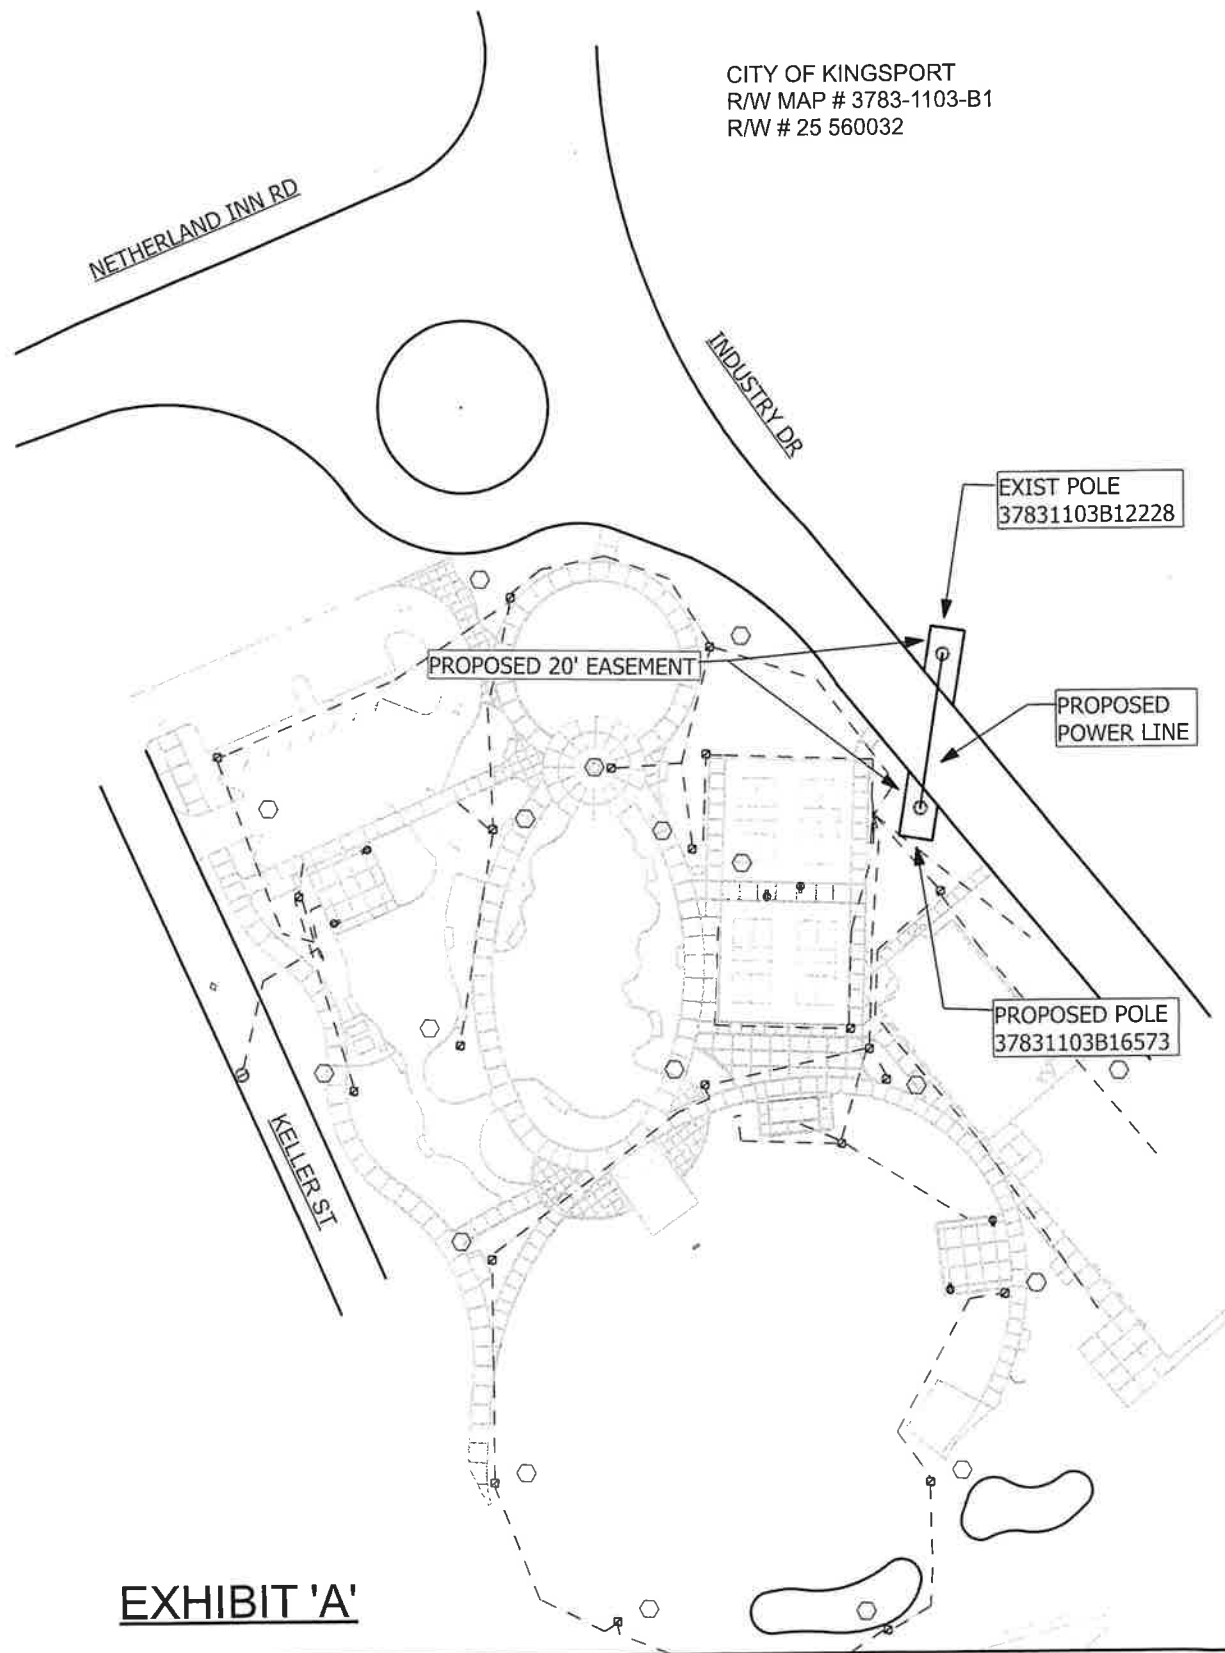 CITY OF KINGSPORT
R/W MAP # 3783-1103-B1
R/W # 25 560032
NETHERLAND INN RD
INDUSTRY DR
EXIST POLE
37831103B12228
PROPOSED 20' EASEMENT
PROPOSED
POWER LINE
PROPOSED POLE
37831103B16573
KELLER ST
EXHIBIT 'A'